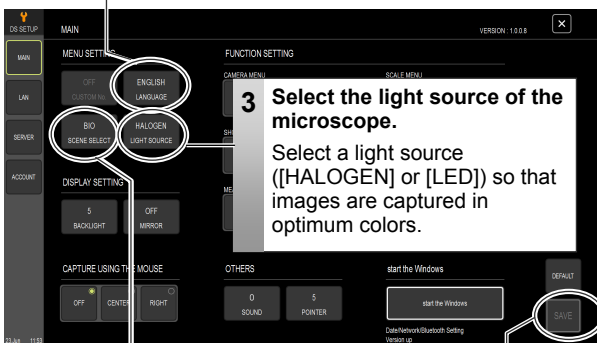 DS SETUP
MAIN
VERSION : 1.0.0.8
MAIN
LAN
SERVER
ACCOUNT
MENU SETTING
OFF
CUSTOM No.
ENGLISH
LANGUAGE
BIO
SCENE SELECT
HALOGEN
LIGHT SOURCE
FUNCTION SETTING
CAMERA MENU
SCALE MENU
3 Select the light source of the
microscope.
Select a light source
([HALOGEN] or [LED]) so that
images are captured in
optimum colors.
DISPLAY SETTING
5
BACKLIGHT
OFF
MIRROR
CAPTURE USING THE MOUSE
OFF
CENTER
RIGHT
OTHERS
0
SOUND
5
POINTER
start the Windows
start the Windows
Date/Network/Bluetooth Setting
Version up
DEFAULT
SAVE
23 Jun 11:53